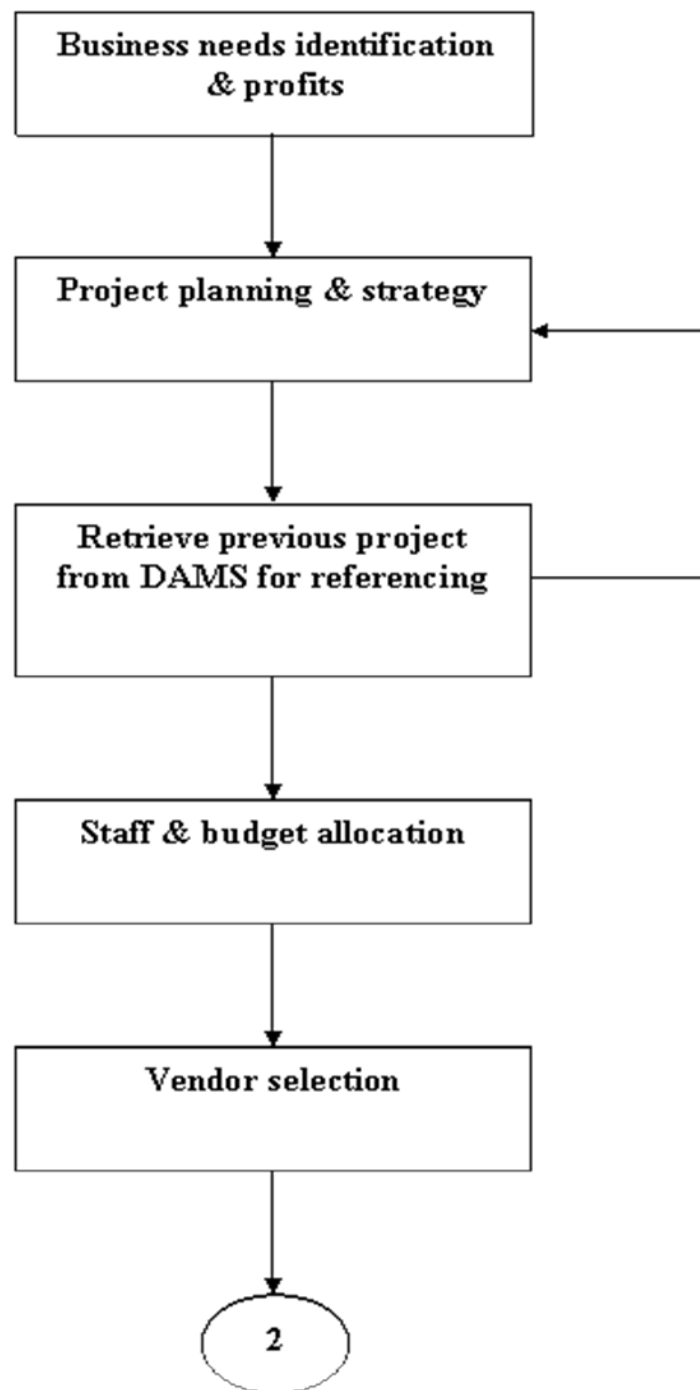 Business needs identification
& profits
Project planning & strategy
Retrieve previous project
from DAMS for referencing
Staff & budget allocation
Vendor selection
2